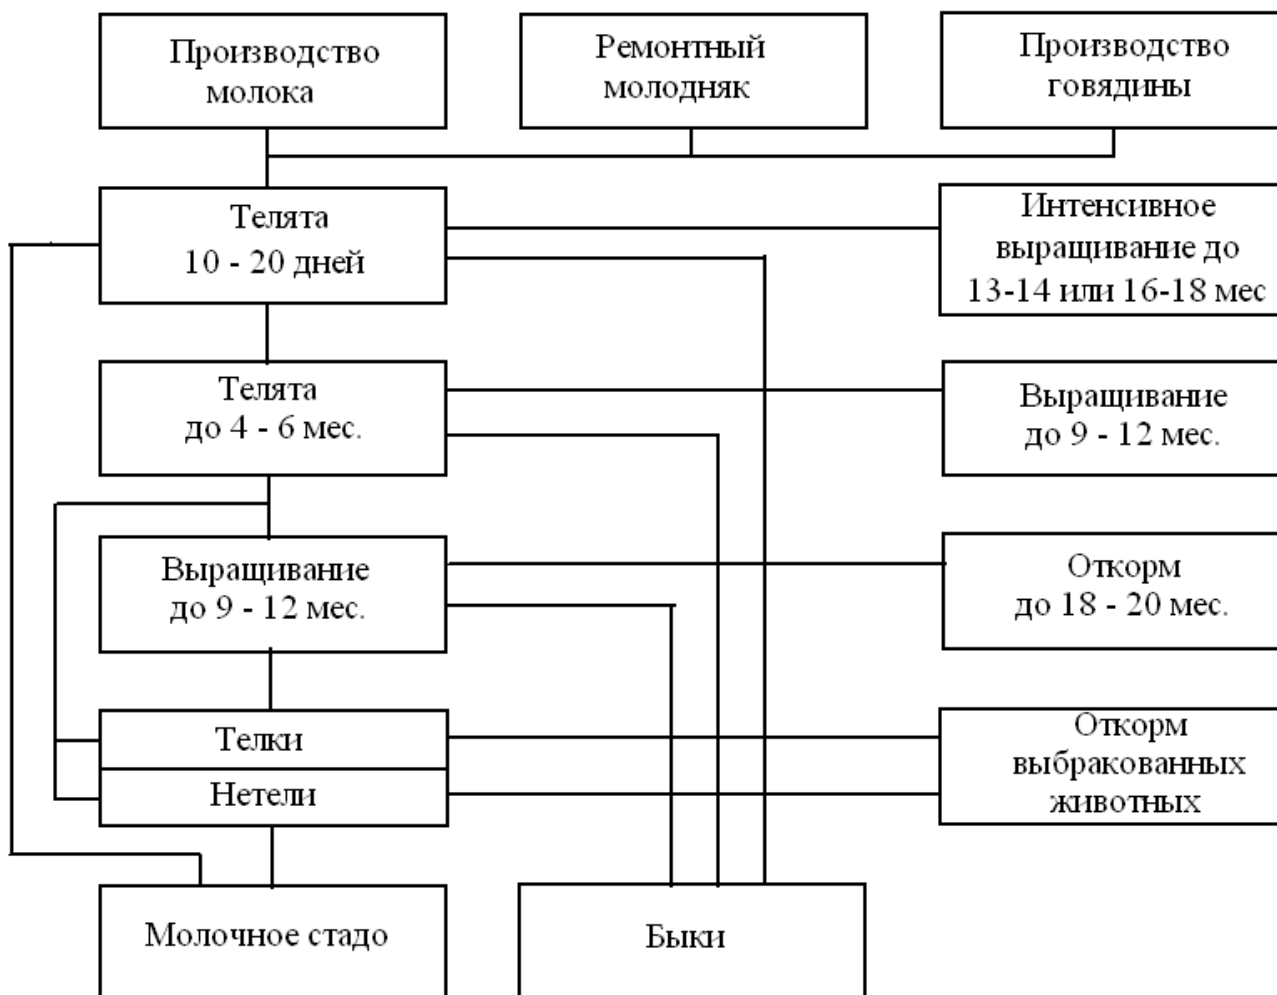 Производство
молока
Ремонтный
молодняк
Производство
говядины
Телята
10 - 20 дней
Интенсивное
выращивание до
13-14 или 16-18 мес
Телята
до 4 - 6 мес.
Выращивание
до 9 - 12 мес.
Выращивание
до 9 - 12 мес.
Откорм
до 18 - 20 мес.
Телки
Нетели
Откорм
выбракованных
животных
Молочное стадо
Быки